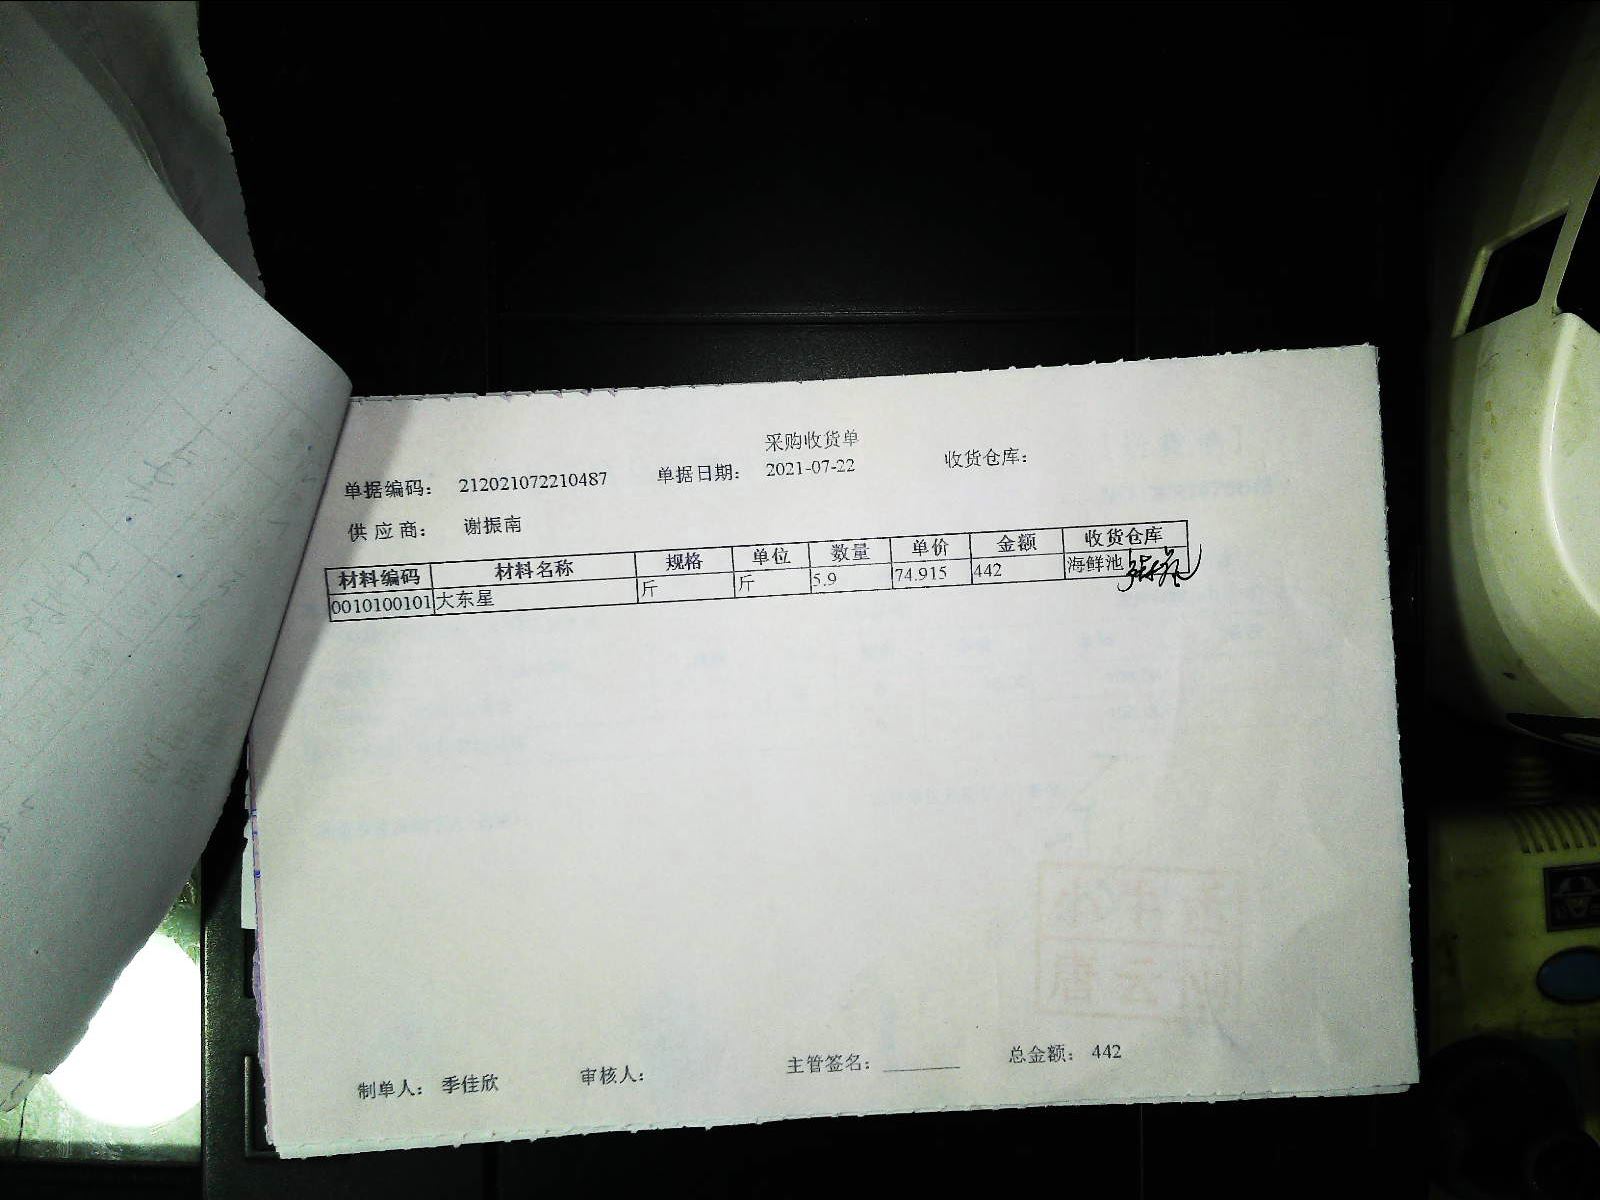 采购收货单
单据编码： 212021072210487 单据日期： 2021-07-22 收货仓库：
供 应 商： 谢振南
材料编码 材料名称 规格 单位 数量 单价 金额 收货仓库
0010100101 大东星 斤 斤 5.9 74.915 442 海鲜池
制单人： 季佳欣 审核人： 主管签名： 总金额： 442